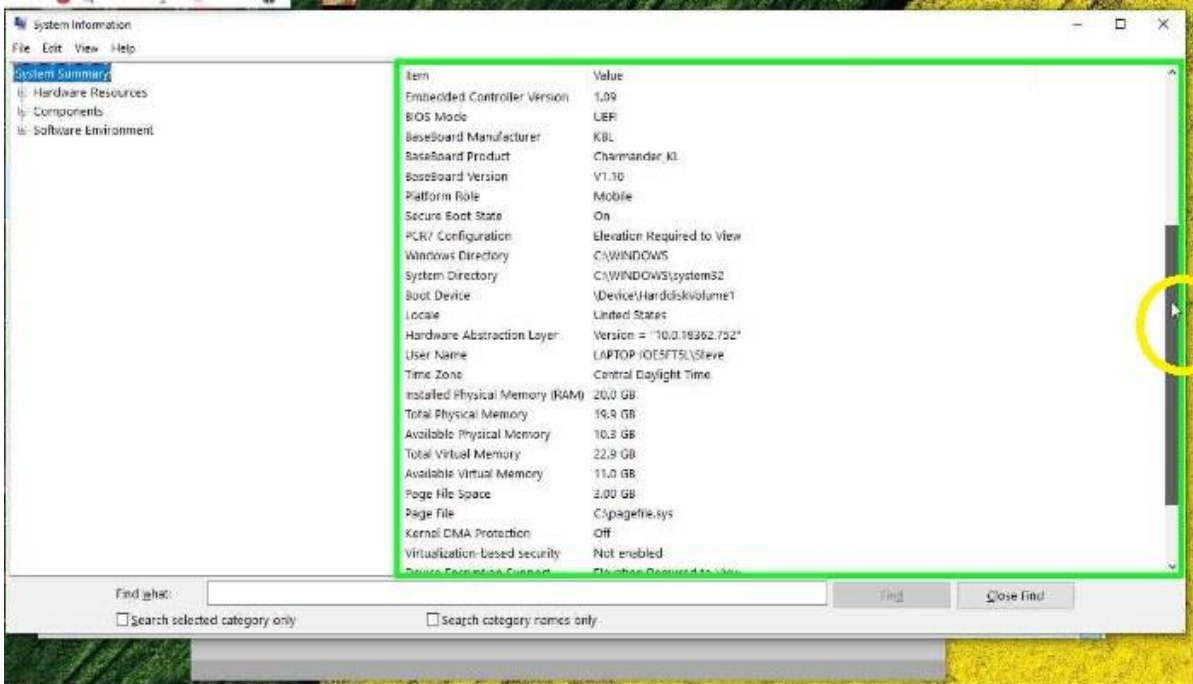 System Information
File Edit View Help
System Summary
Hardware Resources
Components
Software Environment
Item Value
Embedded Controller Version 1.09
BIOS Mode UEFI
BaseBoard Manufacturer KBL
BaseBoard Product Charmander_KL
BaseBoard Version V1.10
Platform Role Mobile
Secure Boot State On
PCR7 Configuration Elevation Required to View
Windows Directory C:\WINDOWS
System Directory C:\WINDOWS\system32
Boot Device \Device\HarddiskVolume1
Locale United States
Hardware Abstraction Layer Version = "10.0.18362.752"
User Name \Steve
Time Zone Central Daylight Time
Installed Physical Memory (RAM) 20.0 GB
Total Physical Memory 19.9 GB
Available Physical Memory 10.3 GB
Total Virtual Memory 22.9 GB
Available Virtual Memory 11.0 GB
Page File Space 3.00 GB
Page File C:\pagefile.sys
Kernel DMA Protection Off
Virtualization-based security Not enabled
Device Encryption Support Elevation Required to View
Find what: Find Close Find
Search selected category only Search category names only